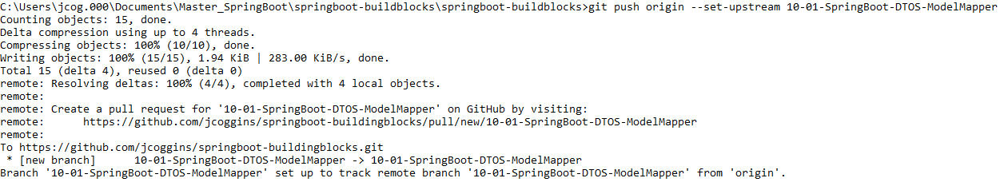 C:\Users\jcog.000\Documents\Master_SpringBoot\springboot-buildblocks\springboot-buildblocks>git push origin --set-upstream 10-01-SpringBoot-DTOS-ModelMapper
Counting objects: 15, done.
Delta compression using up to 4 threads.
Compressing objects: 100% (10/10), done.
Writing objects: 100% (15/15), 1.94 KiB | 283.00 KiB/s, done.
Total 15 (delta 4), reused 0 (delta 0)
remote: Resolving deltas: 100% (4/4), completed with 4 local objects.
remote:
remote: Create a pull request for '10-01-SpringBoot-DTOS-ModelMapper' on GitHub by visiting:
remote:      https://github.com/jcoggins/springboot-buildingblocks/pull/new/10-01-SpringBoot-DTOS-ModelMapper
remote:
To https://github.com/jcoggins/springboot-buildingblocks.git
 * [new branch]      10-01-SpringBoot-DTOS-ModelMapper -> 10-01-SpringBoot-DTOS-ModelMapper
Branch '10-01-SpringBoot-DTOS-ModelMapper' set up to track remote branch '10-01-SpringBoot-DTOS-ModelMapper' from 'origin'.